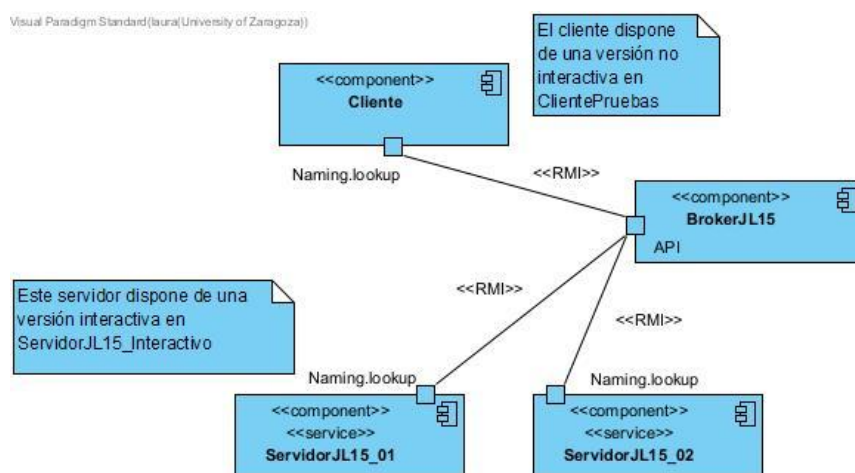 Visual Paradigm Standard(laura(University of Zaragoza))
El cliente dispone
de una versión no
interactiva en
ClientePruebas
<<component>>
Cliente
Naming.lookup
<<RMI>>
<<component>>
BrokerJL15
API
Este servidor dispone de una
versión interactiva en
ServidorJL15_Interactivo
<<RMI>>
<<RMI>>
Naming.lookup
Naming.lookup
<<component>>
<<service>>
ServidorJL15_01
<<component>>
<<service>>
ServidorJL15_02